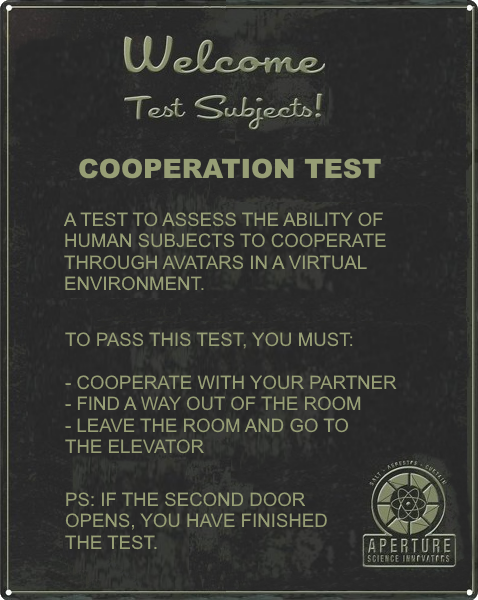 Welcome
Test Subjects!
COOPERATION TEST
A TEST TO ASSESS THE ABILITY OF
HUMAN SUBJECTS TO COOPERATE
THROUGH AVATARS IN A VIRTUAL
ENVIRONMENT.
TO PASS THIS TEST, YOU MUST:
- COOPERATE WITH YOUR PARTNER
- FIND A WAY OUT OF THE ROOM
- LEAVE THE ROOM AND GO TO
THE ELEVATOR
PS: IF THE SECOND DOOR
OPENS, YOU HAVE FINISHED
THE TEST.
APERTURE
SCIENCE INNOVATORS